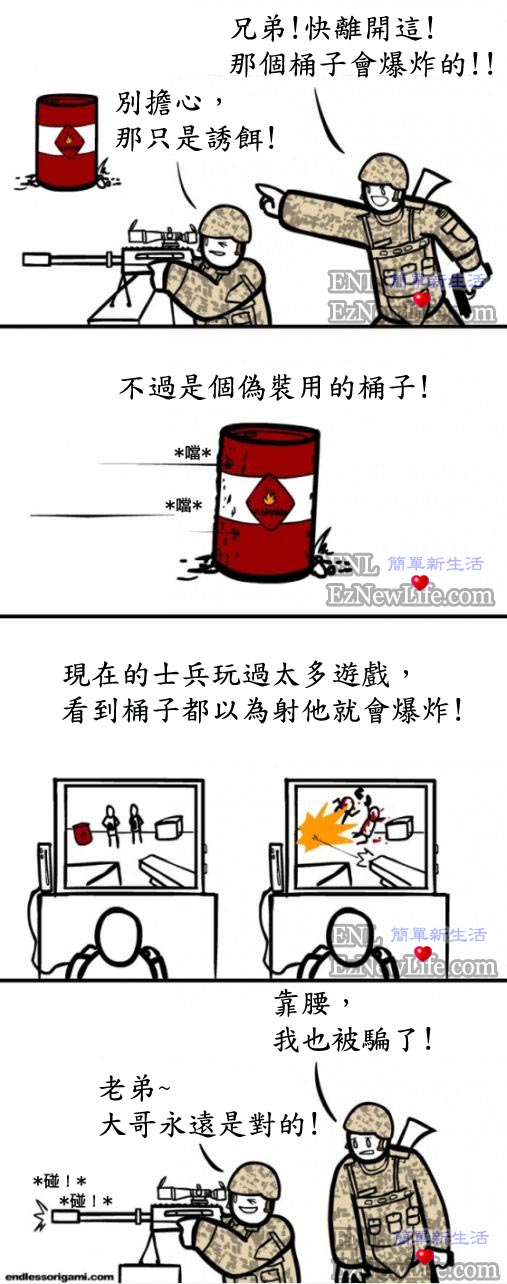 兄弟!快離開這!
那個桶子會爆炸的!!
別擔心，
那只是誘餌!
ENL 簡單新生活
EzNewLife.com
不過是個偽裝用的桶子!
*噹*
*噹*
ENL 簡單新生活
EzNewLife.com
現在的士兵玩過太多遊戲，
看到桶子都以為射他就會爆炸!
ENL 簡單新生活
EzNewLife.com
靠腰，
我也被騙了!
老弟~
大哥永遠是對的!
*碰！*
*碰！*
ENL 簡單新生活
EzNewLife.com
endlessorigami.com